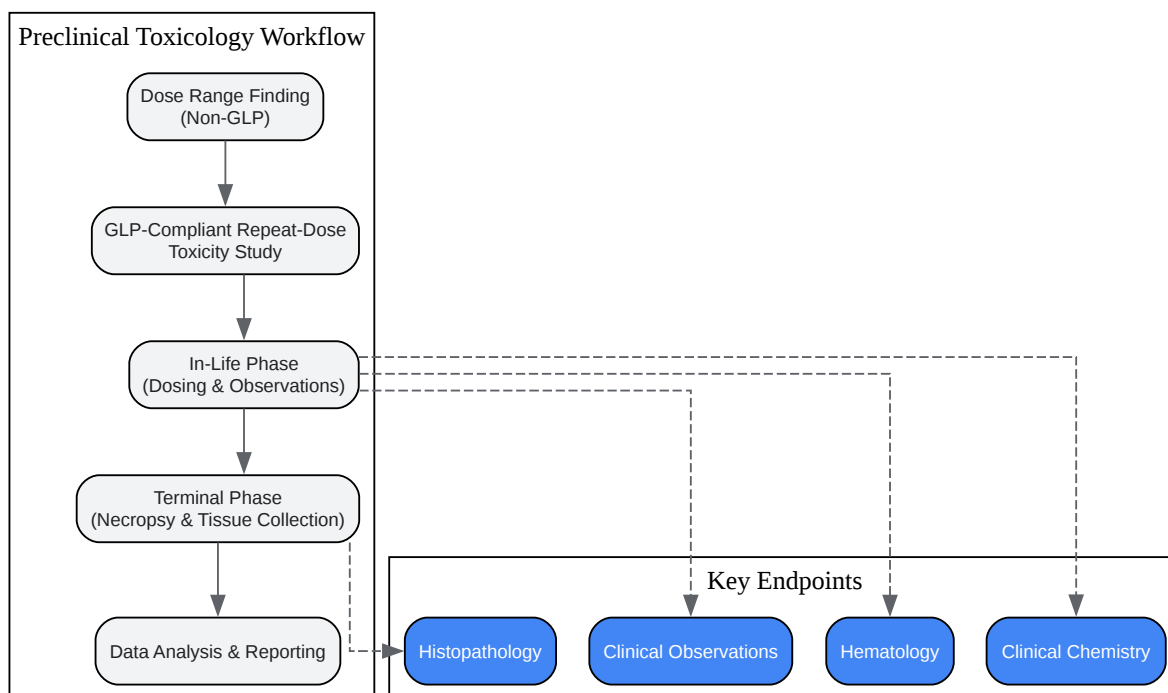 Preclinical Toxicology Workflow
Dose Range Finding
(Non-GLP)
GLP-Compliant Repeat-Dose
Toxicity Study
In-Life Phase
(Dosing & Observations)
Terminal Phase
(Necropsy & Tissue Collection)
Data Analysis & Reporting
Key Endpoints
Histopathology
Clinical Observations
Hematology
Clinical Chemistry